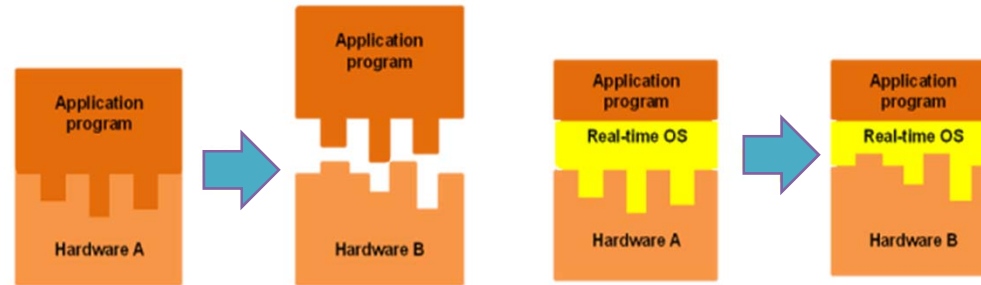 Application
program
Hardware A
Application
program
Hardware B
Application
program
Real-time OS
Hardware A
Application
program
Real-time OS
Hardware B